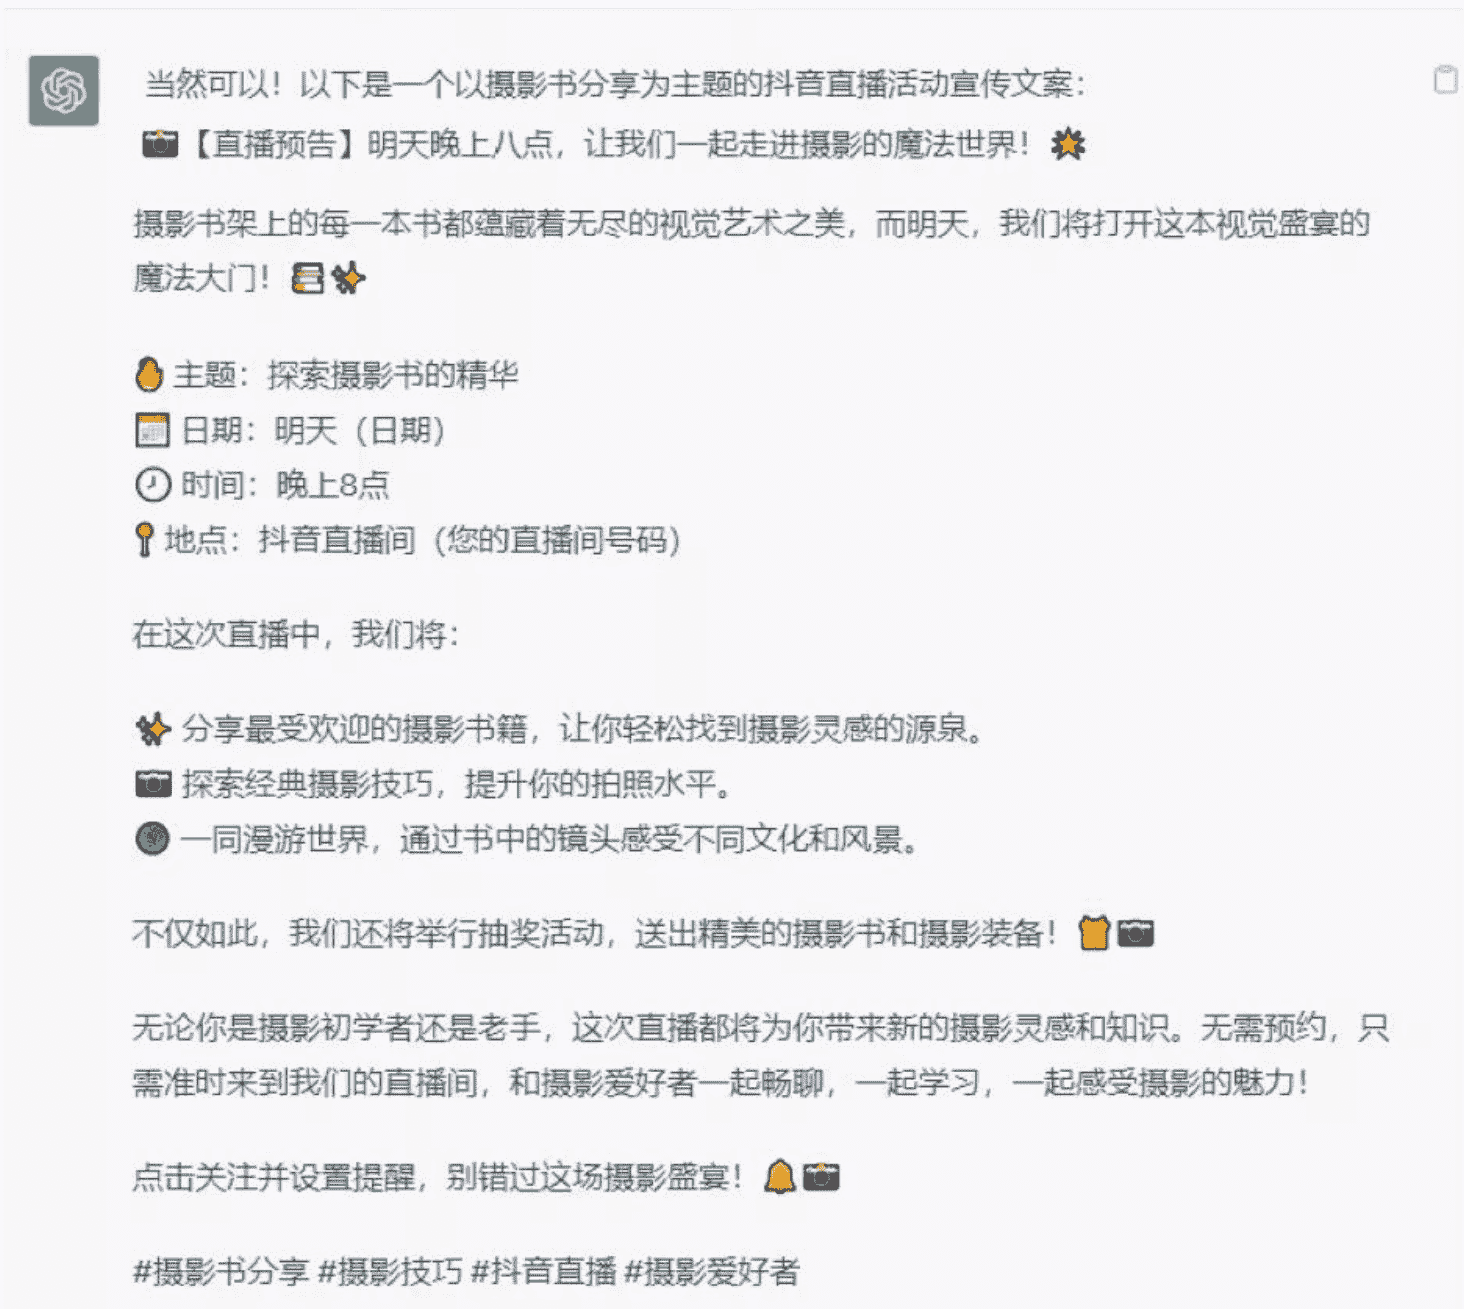 当然可以！以下是一个以摄影书分享为主题的抖音直播活动宣传文案：
📷【直播预告】明天晚上八点，让我们一起走进摄影的魔法世界！🌟
摄影书架上的每一本书都蕴藏着无尽的视觉艺术之美，而明天，我们将打开这本视觉盛宴的
魔法大门！📚✨
🔥主题：探索摄影书的精华
📅日期：明天（日期）
🕗时间：晚上8点
📍地点：抖音直播间（您的直播间号码）
在这次直播中，我们将：
✨分享最受欢迎的摄影书籍，让你轻松找到摄影灵感的源泉。
📷探索经典摄影技巧，提升你的拍照水平。
🌍一同漫游世界，通过书中的镜头感受不同文化和风景。
不仅如此，我们还将举行抽奖活动，送出精美的摄影书和摄影装备！🎁📷
无论你是摄影初学者还是老手，这次直播都将为你带来新的摄影灵感和知识。无需预约，只
需准时来到我们的直播间，和摄影爱好者一起畅聊，一起学习，一起感受摄影的魅力！
点击关注并设置提醒，别错过这场摄影盛宴！🔔📷
#摄影书分享 #摄影技巧 #抖音直播 #摄影爱好者